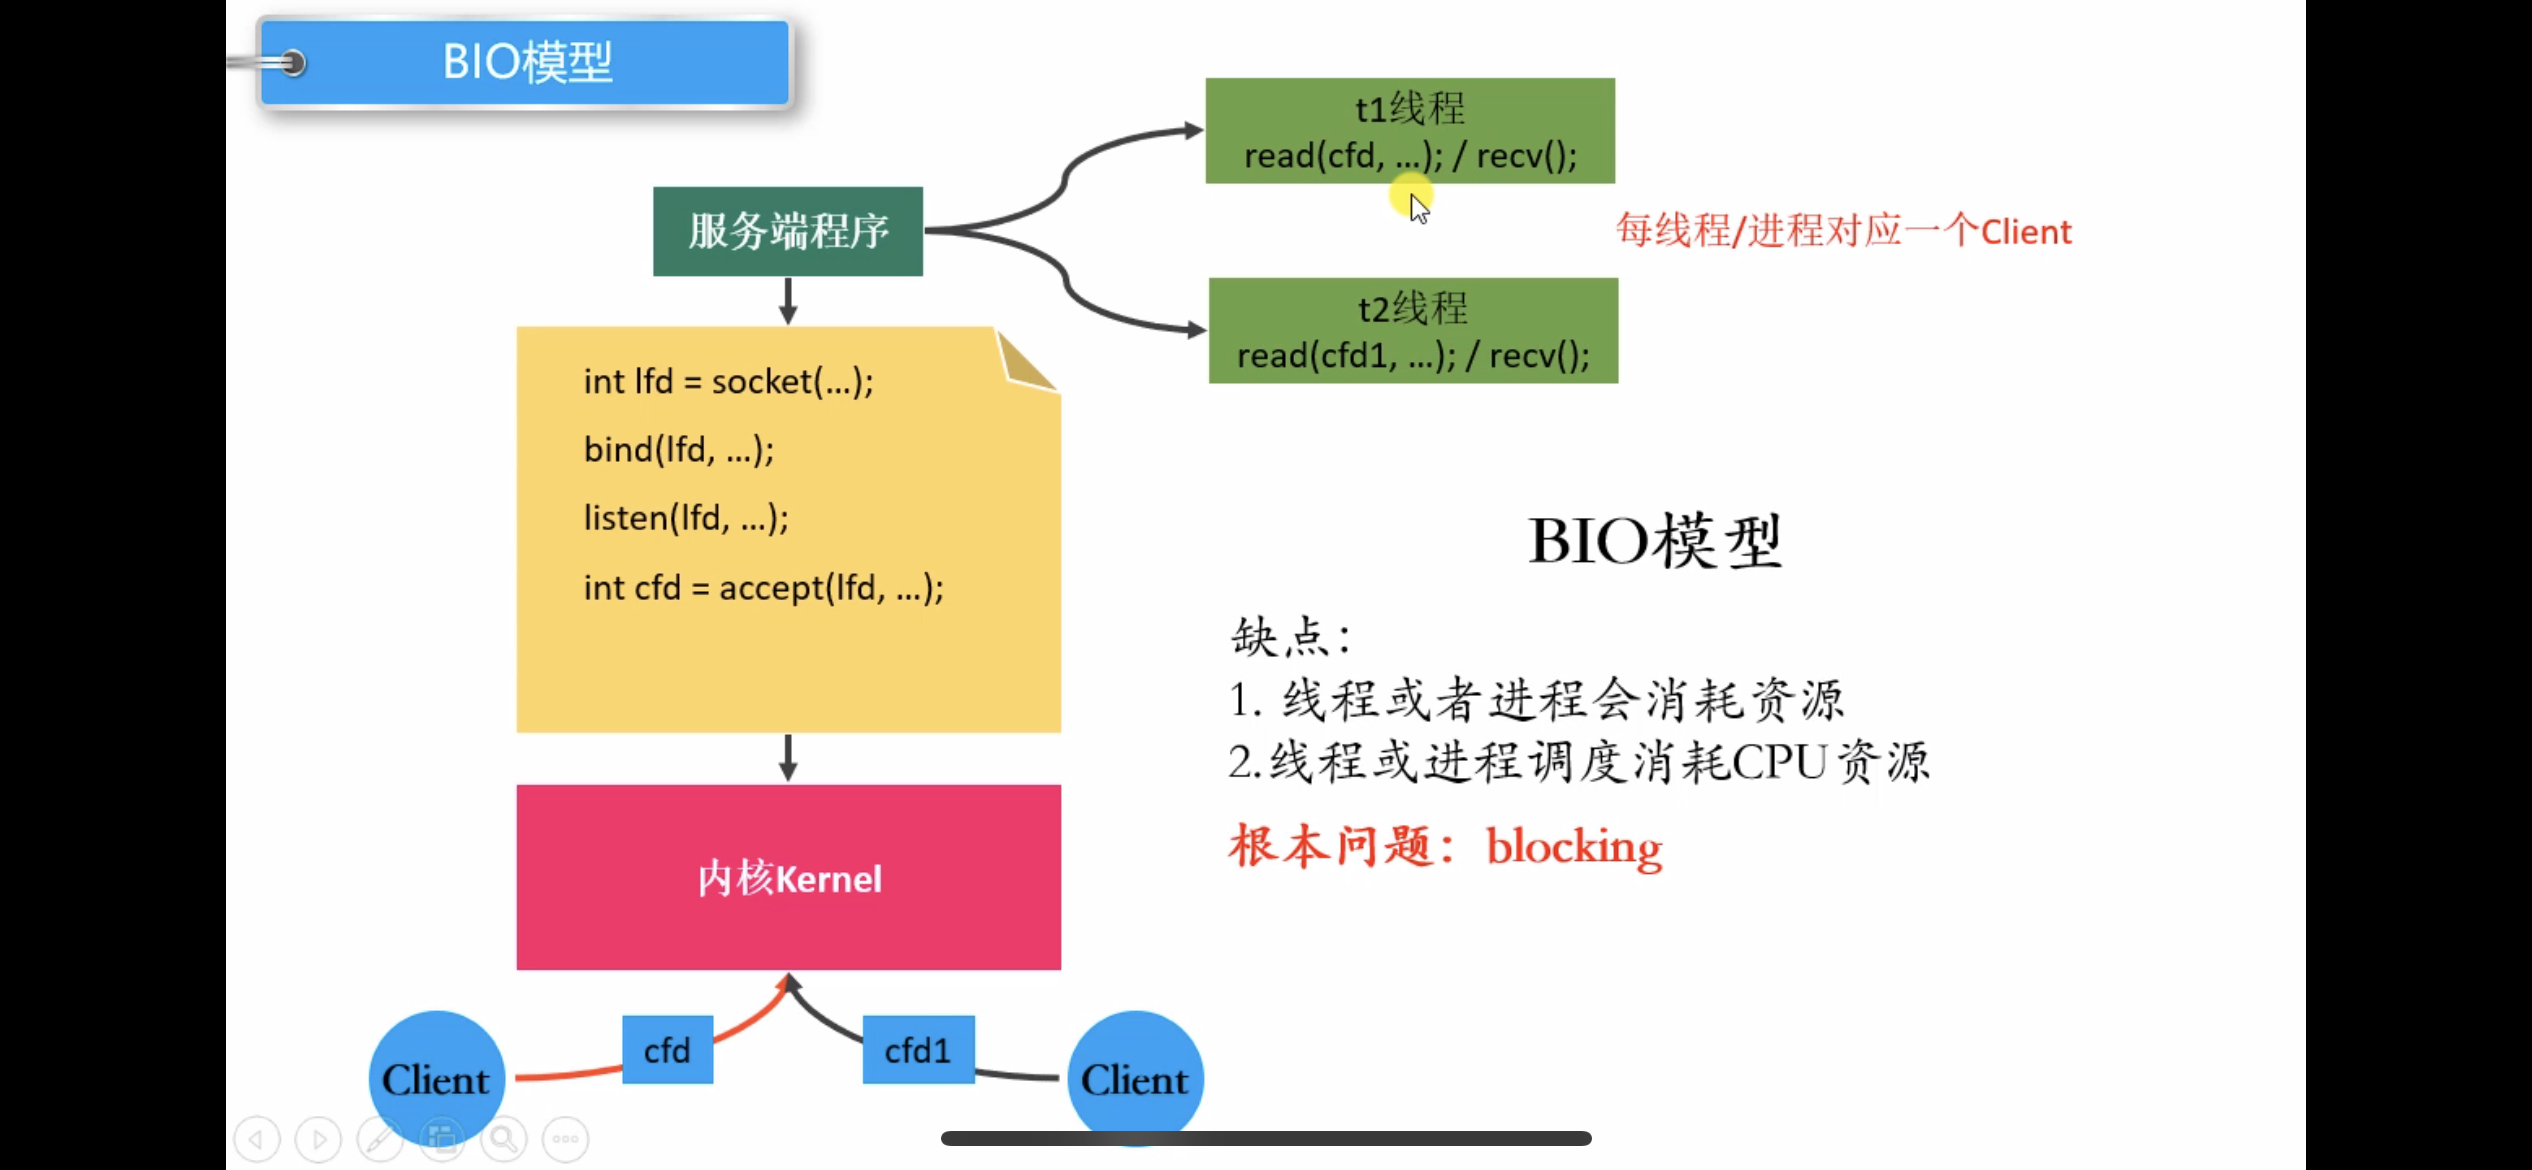 BIO模型
t1线程
read(cfd, ...); / recv();
服务端程序
每线程/进程对应一个Client
t2线程
read(cfd1, ...); / recv();
int lfd = socket(...);
bind(lfd, ...);
listen(lfd, ...);
int cfd = accept(lfd, ...);
BIO模型
缺点：
1. 线程或者进程会消耗资源
2.线程或进程调度消耗CPU资源
根本问题：blocking
内核Kernel
cfd
cfd1
Client
Client